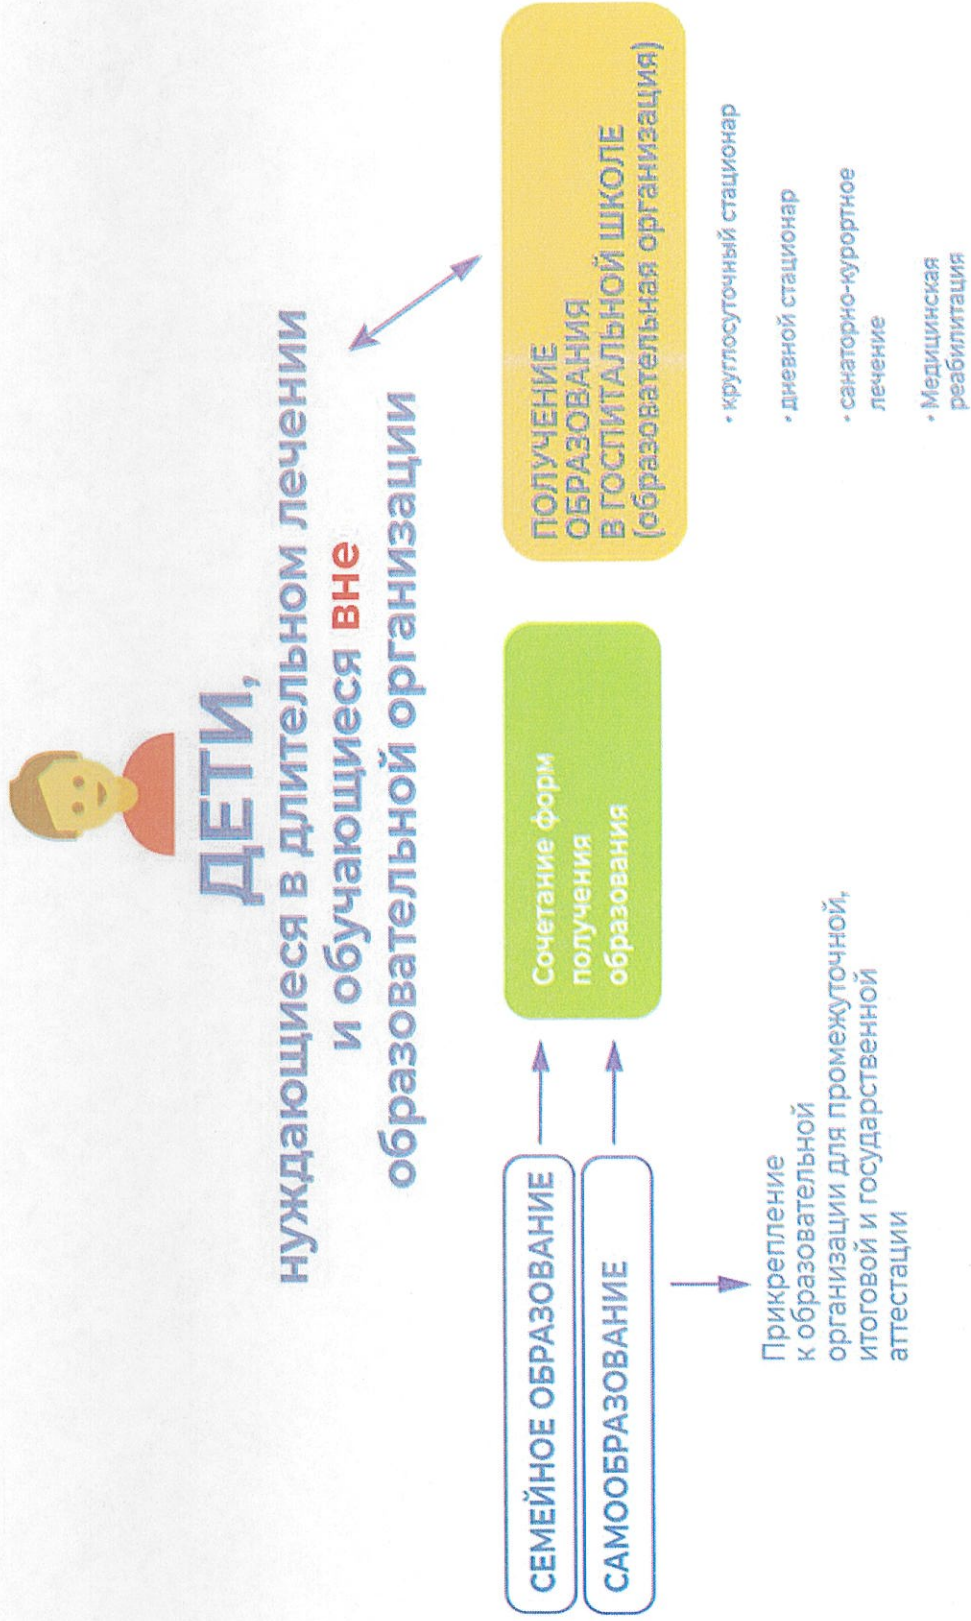 ДЕТИ,
нуждающиеся в длительном лечении
и обучающиеся вне
образовательной организации
СЕМЕЙНОЕ ОБРАЗОВАНИЕ
САМООБРАЗОВАНИЕ
Прикрепление
к образовательной
организации для промежуточной,
итоговой и государственной
аттестации
Сочетание форм
получения
образования
ПОЛУЧЕНИЕ
ОБРАЗОВАНИЯ
В ГОСПИТАЛЬНОЙ ШКОЛЕ
(образовательная организация)
• круглосуточный стационар
• дневной стационар
• санаторно-курортное
лечение
• Медицинская
реабилитация